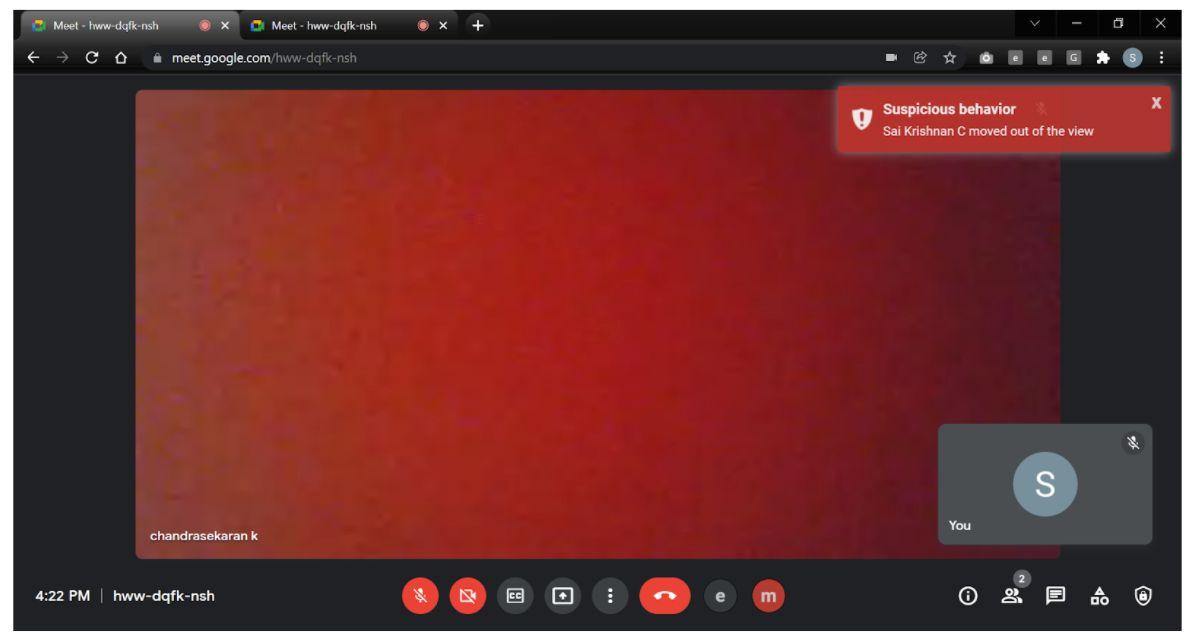 Meet - hww-dqfk-nsh
Meet - hww-dqfk-nsh
meet.google.com/hww-dqfk-nsh
e
e
G
S
Suspicious behavior
X
Sai Krishnan C moved out of the view
S
You
chandrasekaran k
4:22 PM | hww-dqfk-nsh
CC
e
m
2